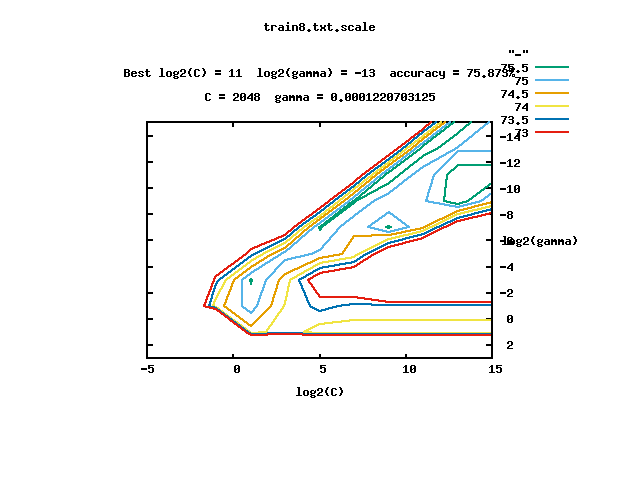 train8.txt.scale
"-"
Best log2(C) = 11  log2(gamma) = -13  accuracy = 75.873%
75.5
75
C = 2048  gamma = 0.0001220703125
74.5
74
73.5
73
-14
-12
-10
-8
-6
log2(gamma)
-4
-2
0
2
-5 0 5 10 15
log2(C)